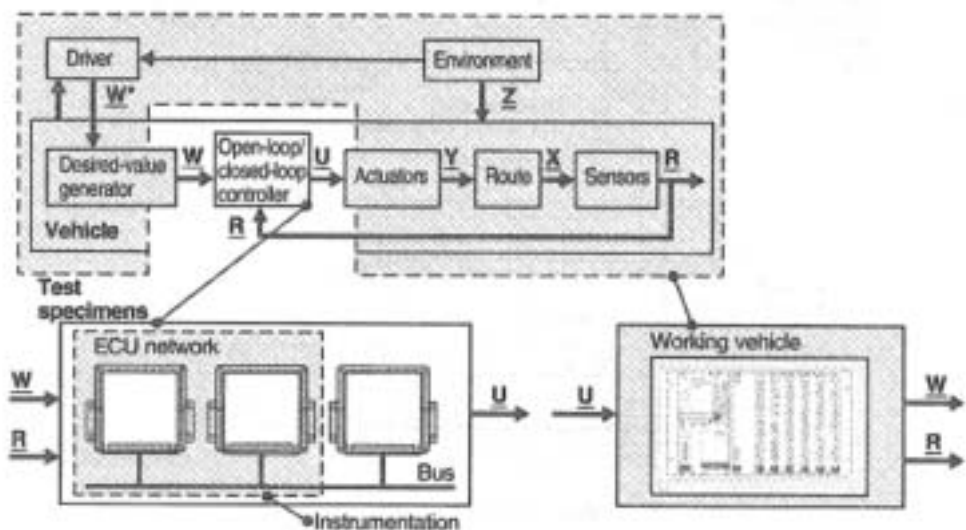 Driver
Environment
W*
Z
Desired-value
generator
W
Open-loop/
closed-loop
controller
U
Actuators
Y
Route
X
Sensors
R
Vehicle
R
Test
specimens
ECU network
Working vehicle
W
R
U
U
W
R
Bus
Instrumentation